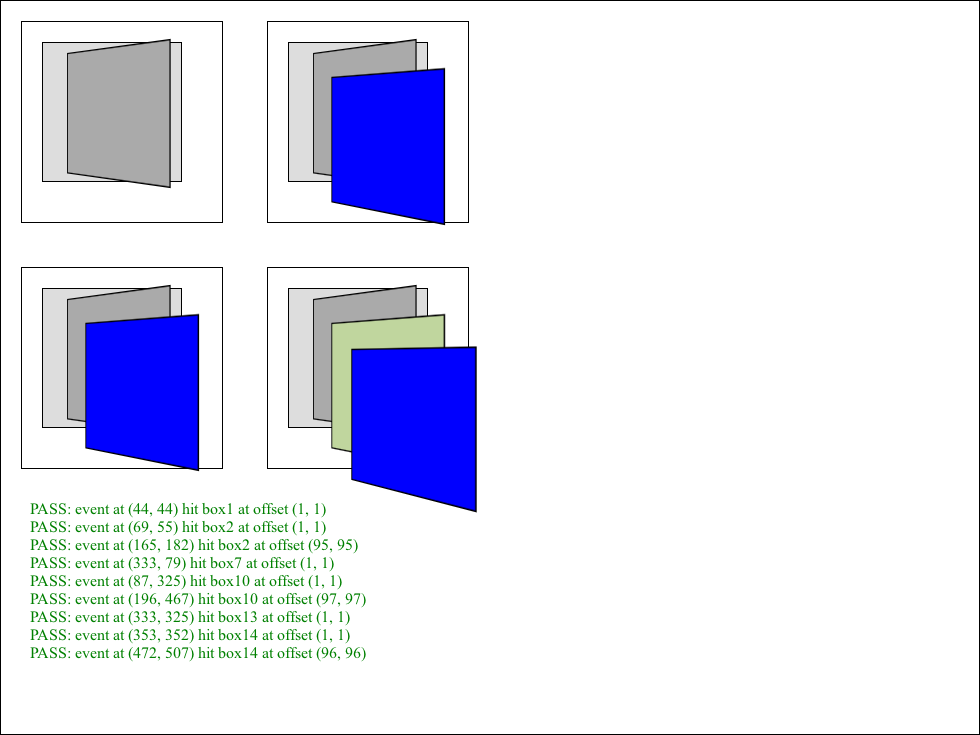 PASS: event at (44, 44) hit box1 at offset (1, 1)
PASS: event at (69, 55) hit box2 at offset (1, 1)
PASS: event at (165, 182) hit box2 at offset (95, 95)
PASS: event at (333, 79) hit box7 at offset (1, 1)
PASS: event at (87, 325) hit box10 at offset (1, 1)
PASS: event at (196, 467) hit box10 at offset (97, 97)
PASS: event at (333, 325) hit box13 at offset (1, 1)
PASS: event at (353, 352) hit box14 at offset (1, 1)
PASS: event at (472, 507) hit box14 at offset (96, 96)